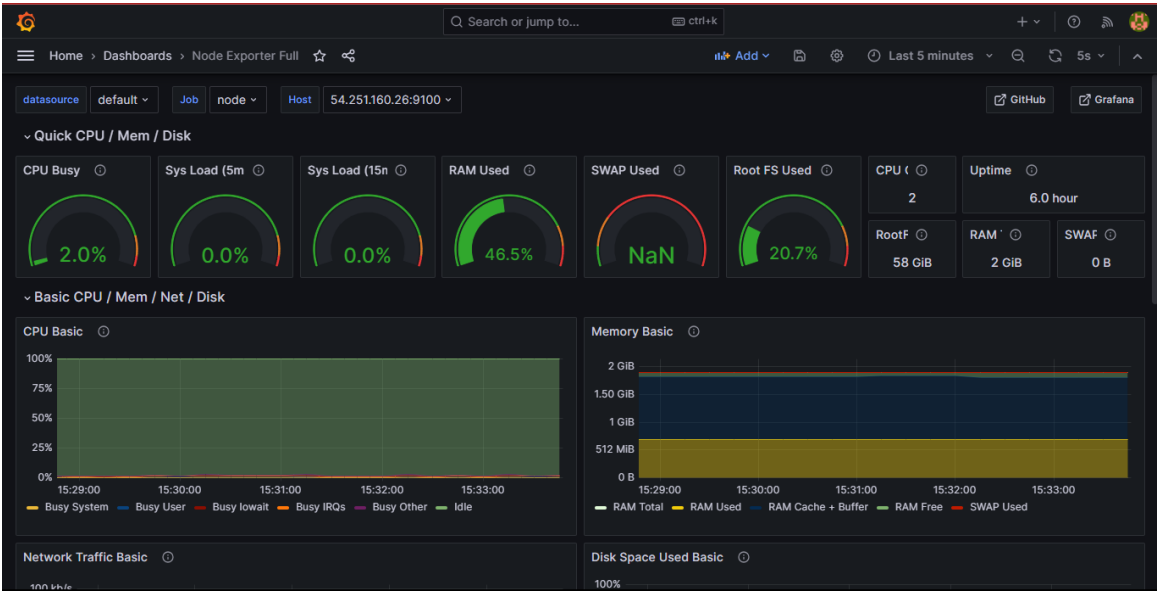 Search or jump to... ctrl+k
Home › Dashboards › Node Exporter Full Add Last 5 minutes 5s
datasource default Job node Host 54.251.160.26:9100 GitHub Grafana
Quick CPU / Mem / Disk
CPU Busy Sys Load (5m Sys Load (15n RAM Used SWAP Used Root FS Used CPU ( Uptime
2 6.0 hour
RootF RAM SWAF
2.0% 0.0% 0.0% 46.5% NaN 20.7% 58 GiB 2 GiB 0 B
Basic CPU / Mem / Net / Disk
CPU Basic
100%
75%
50%
25%
0%
15:29:00 15:30:00 15:31:00 15:32:00 15:33:00
Busy System Busy User Busy Iowait Busy IRQs Busy Other Idle
Memory Basic
2 GiB
1.50 GiB
1 GiB
512 MiB
0 B
15:29:00 15:30:00 15:31:00 15:32:00 15:33:00
RAM Total RAM Used RAM Cache + Buffer RAM Free SWAP Used
Network Traffic Basic
100 kb/s
Disk Space Used Basic
100%